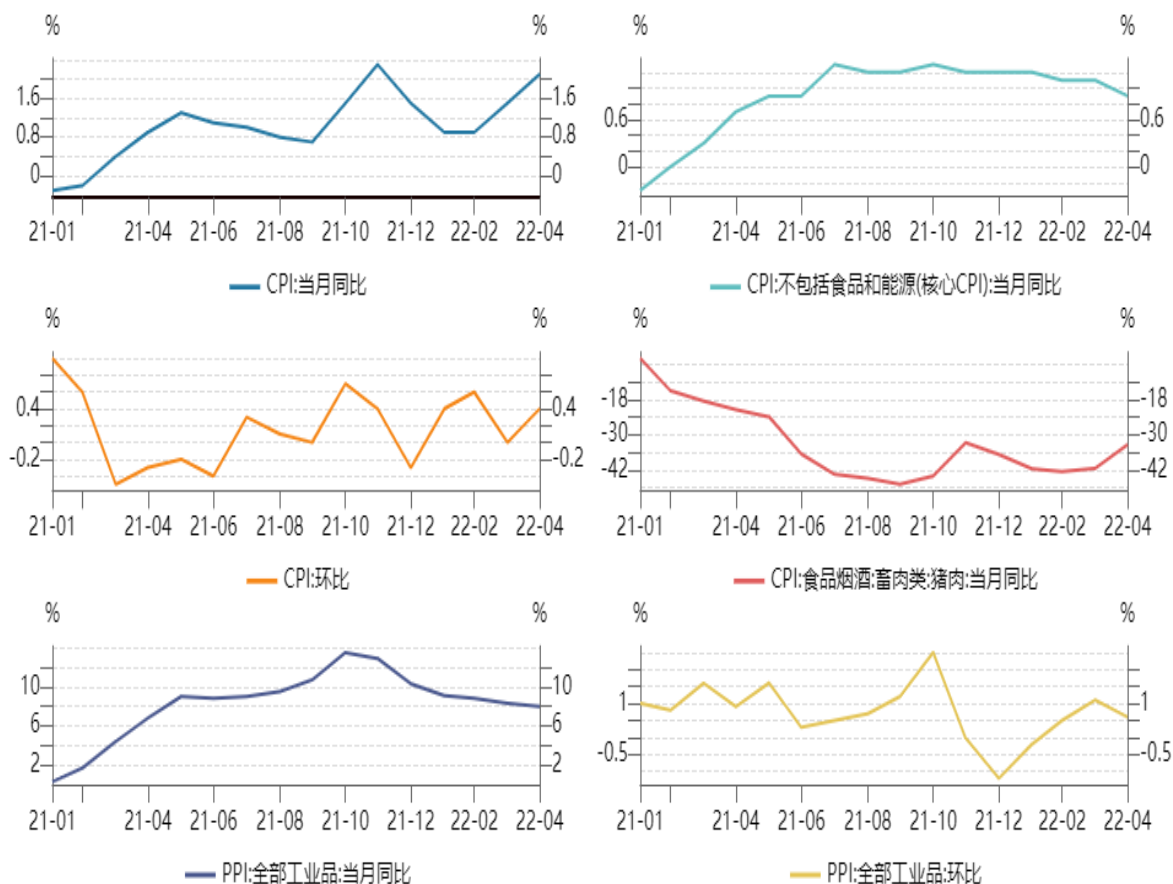 % % % %
1.6 1.6 0.6 0.6
0.8 0.8 0 0
0 0
21-01 21-04 21-06 21-08 21-10 21-12 22-02 22-04 21-01 21-04 21-06 21-08 21-10 21-12 22-02 22-04
CPI:当月同比 CPI:不包括食品和能源(核心CPI):当月同比
% % % %
0.4 0.4 -18 -18
-0.2 -0.2 -30 -30
-42 -42
21-01 21-04 21-06 21-08 21-10 21-12 22-02 22-04 21-01 21-04 21-06 21-08 21-10 21-12 22-02 22-04
CPI:环比 CPI:食品烟酒:畜肉类:猪肉:当月同比
% % % %
10 10 1 1
6 6 -0.5 -0.5
2 2
21-01 21-04 21-06 21-08 21-10 21-12 22-02 22-04 21-01 21-04 21-06 21-08 21-10 21-12 22-02 22-04
PPI:全部工业品:当月同比 PPI:全部工业品:环比